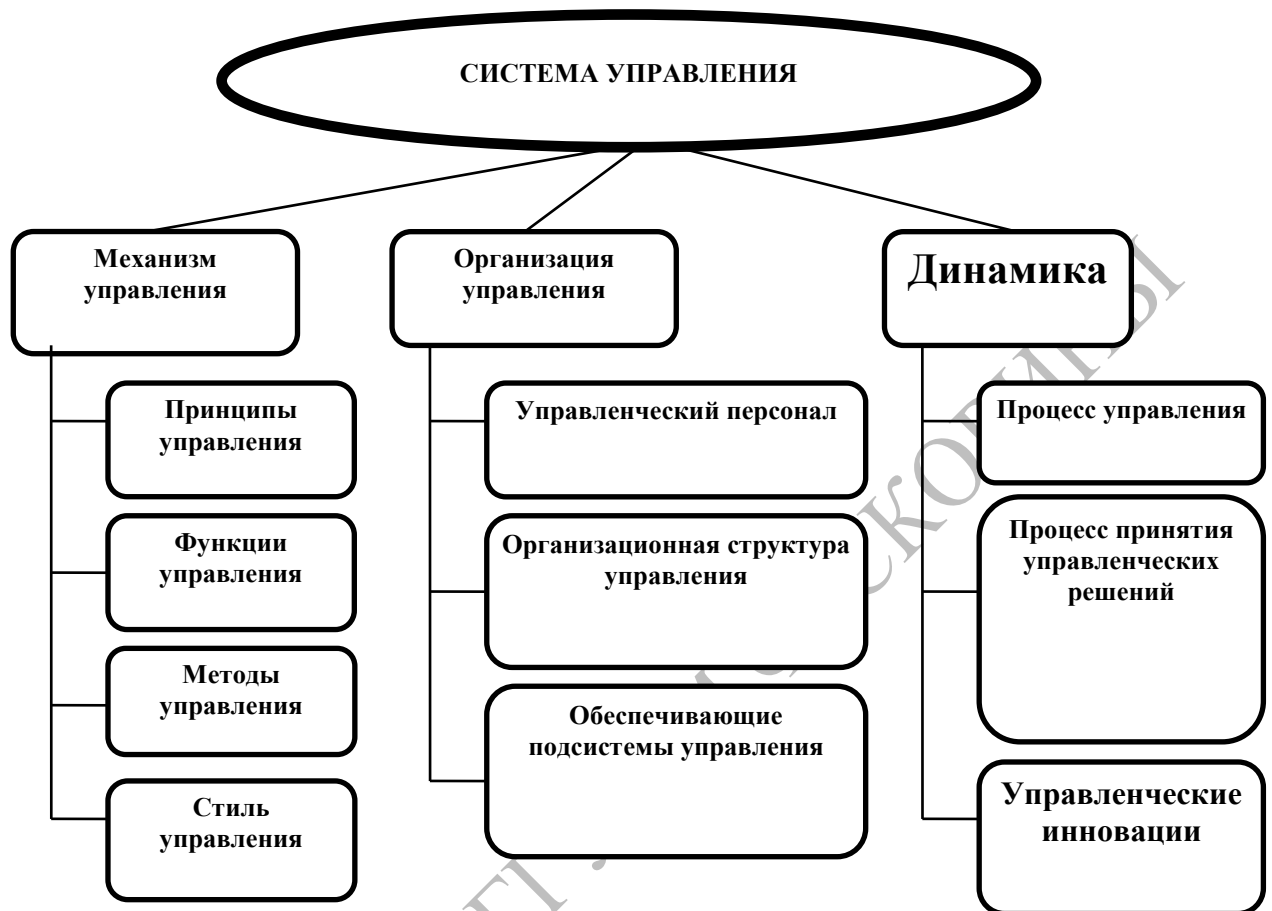 СИСТЕМА УПРАВЛЕНИЯ
Механизм
управления
Принципы
управления
Функции
управления
Методы
управления
Стиль
управления
Организация
управления
Управленческий персонал
Организационная структура
управления
Обеспечивающие
подсистемы управления
Динамика
Процесс управления
Процесс принятия
управленческих
решений
Управленческие
инновации